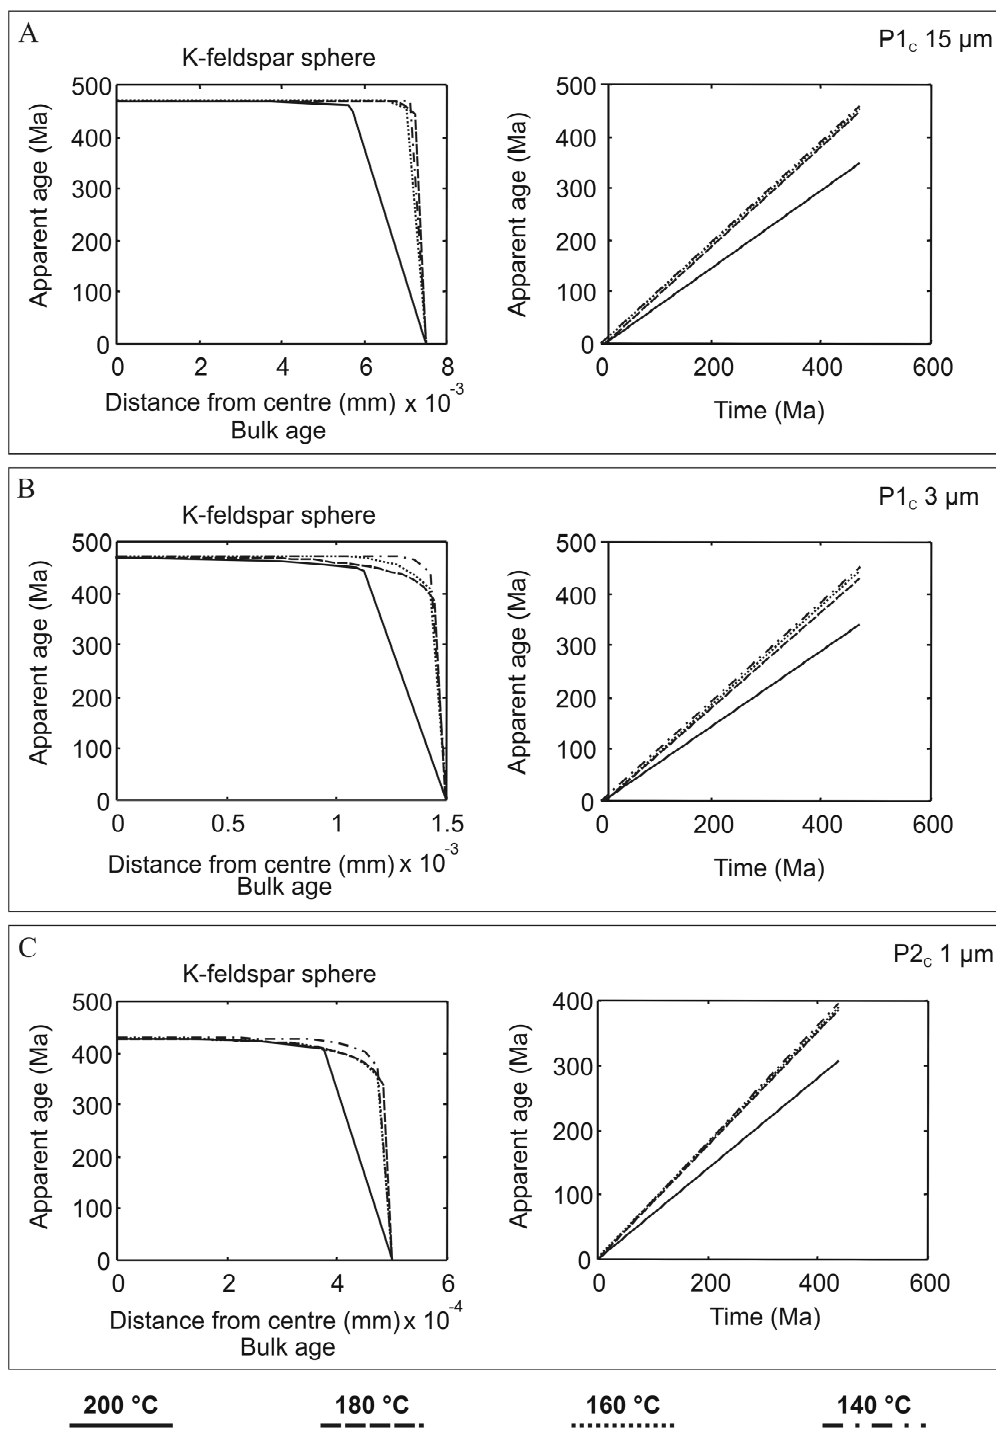 A
P1c 15 µm
K-feldspar sphere
500
400
300
200
100
0
Apparent age (Ma)
0 2 4 6 8
Distance from centre (mm) x 10-3
Bulk age
500
400
300
200
100
0
Apparent age (Ma)
0 200 400 600
Time (Ma)
B
P1c 3 µm
K-feldspar sphere
500
400
300
200
100
0
Apparent age (Ma)
0 0.5 1 1.5
Distance from centre (mm) x 10-3
Bulk age
500
400
300
200
100
0
Apparent age (Ma)
0 200 400 600
Time (Ma)
C
P2c 1 µm
K-feldspar sphere
500
400
300
200
100
0
Apparent age (Ma)
0 2 4 6
Distance from centre (mm) x 10-4
Bulk age
400
300
200
100
0
Apparent age (Ma)
0 200 400 600
Time (Ma)
200 °C 180 °C 160 °C 140 °C